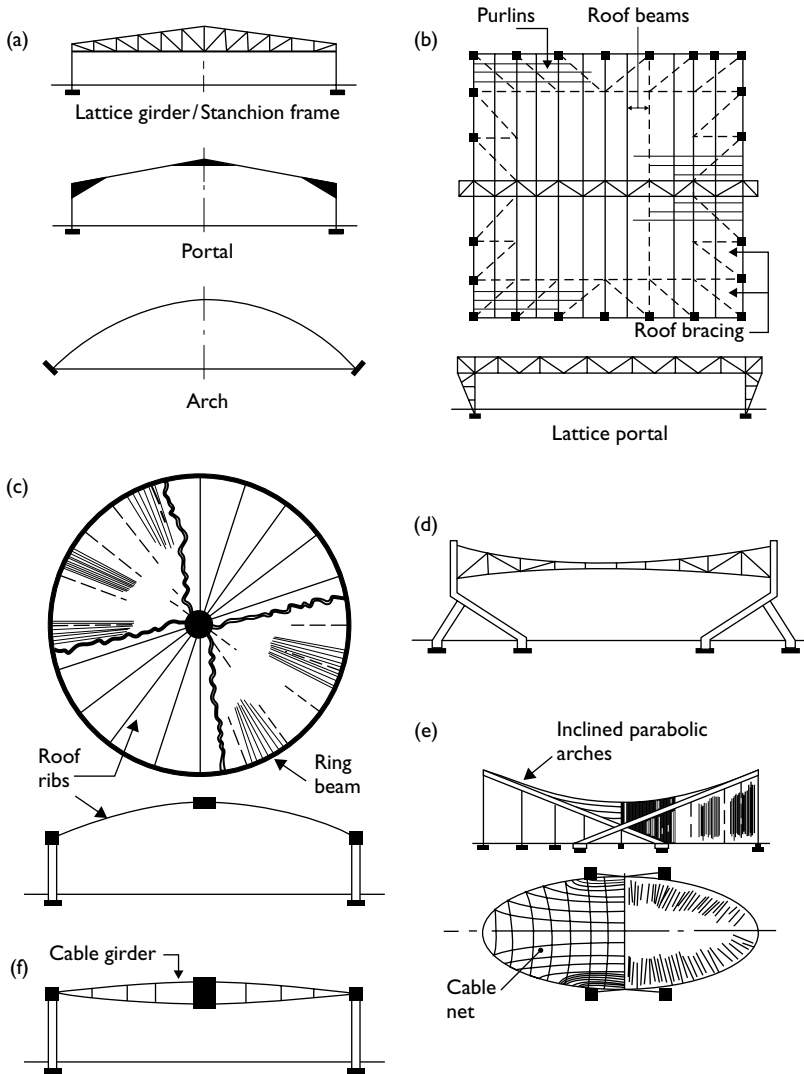 (a)
Lattice girder/Stanchion frame
Portal
Arch
(b)
Purlins
Roof beams
Roof bracing
Lattice portal
(c)
Roof
ribs
Ring
beam
(d)
(e)
Inclined parabolic
arches
Cable
net
(f)
Cable girder